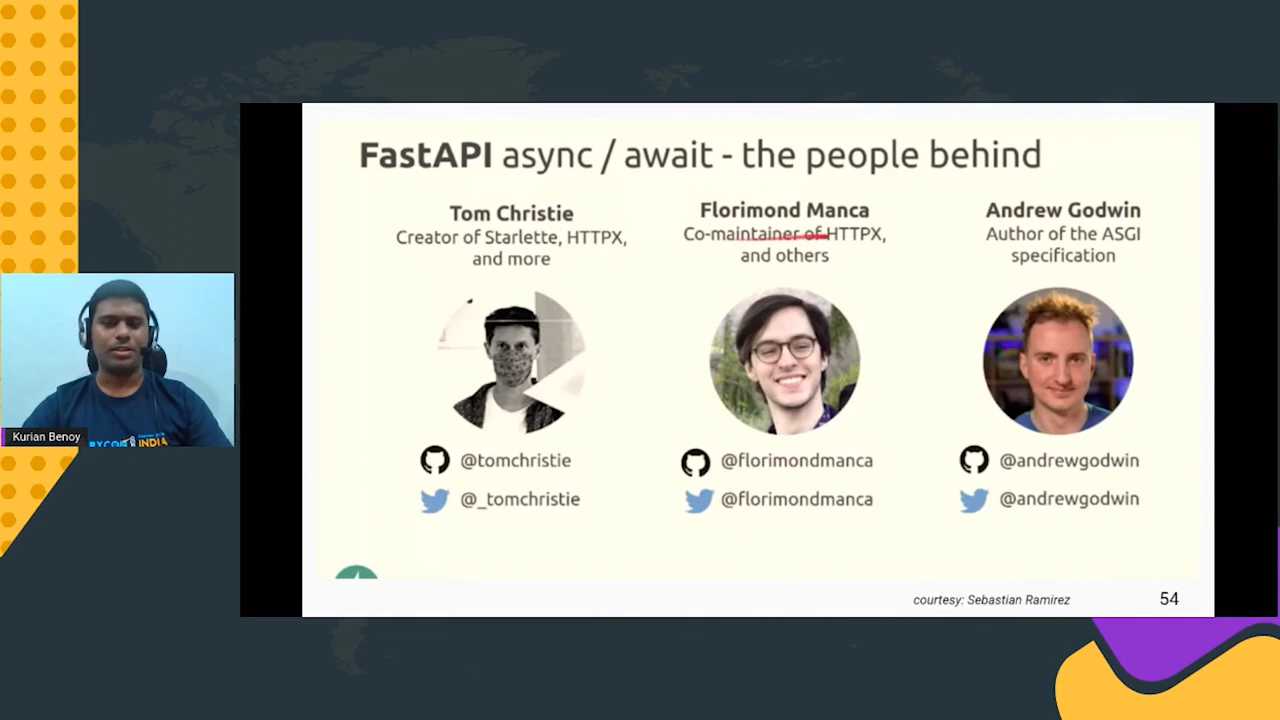 FastAPI async / await - the people behind
Tom Christie
Creator of Starlette, HTTPX,
and more
Florimond Manca
Co-maintainer of HTTPX,
and others
Andrew Godwin
Author of the ASGI
specification
@tomchristie
@_tomchristie
@florimondmanca
@florimondmanca
@andrewgodwin
@andrewgodwin
courtesy: Sebastian Ramirez
54
Kurian Benoy
PYCON INDIA